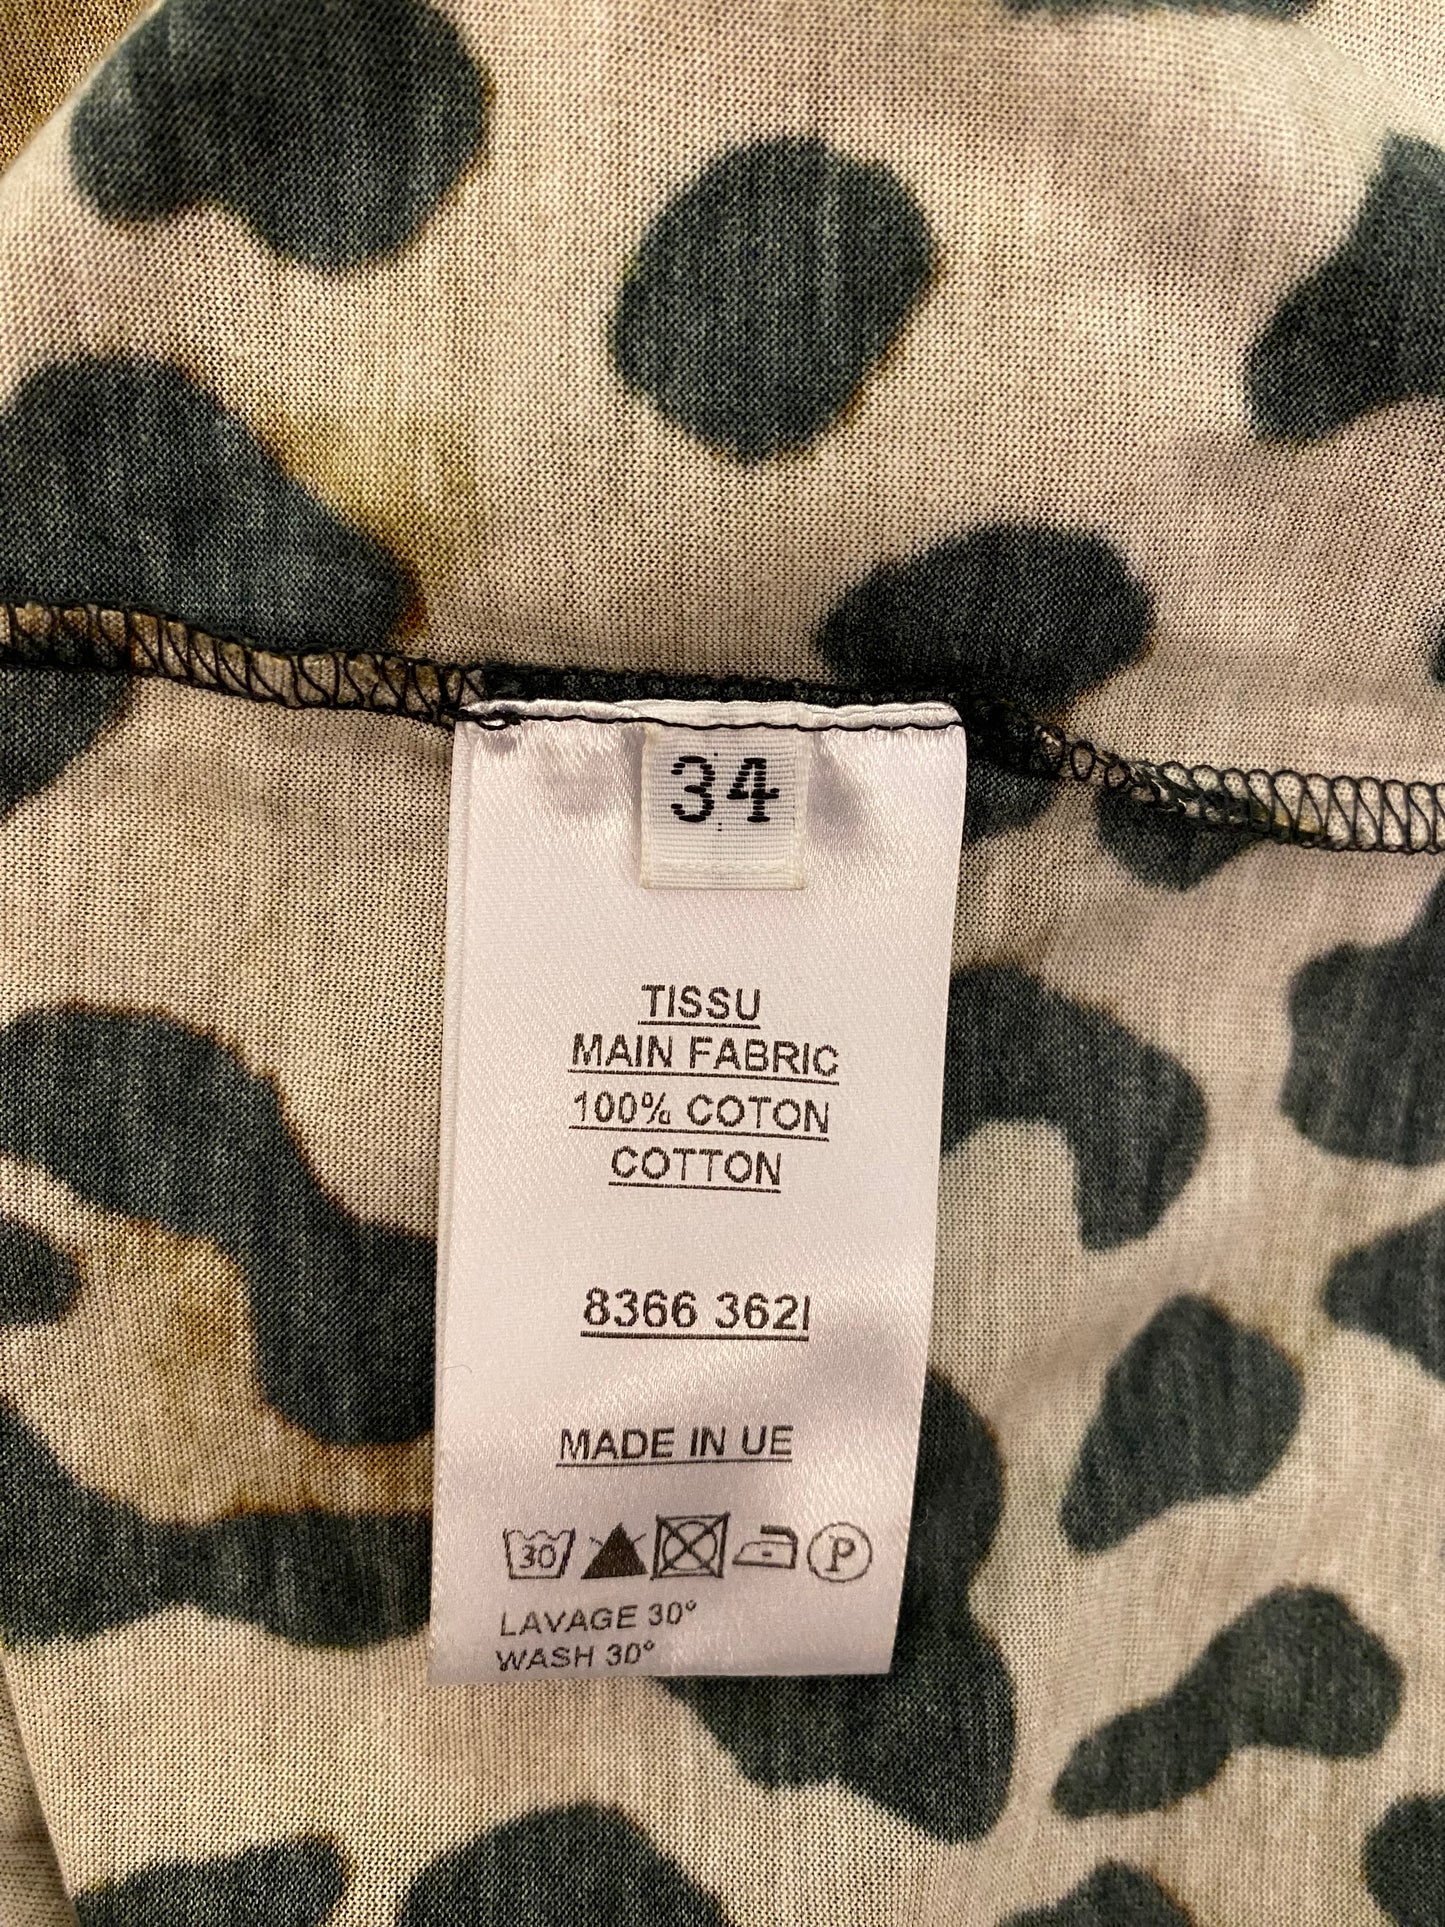 34
TISSU
MAIN FABRIC
100% COTON
COTTON
8366 362I
MADE IN UE
30 P
LAVAGE 30°
WASH 30°